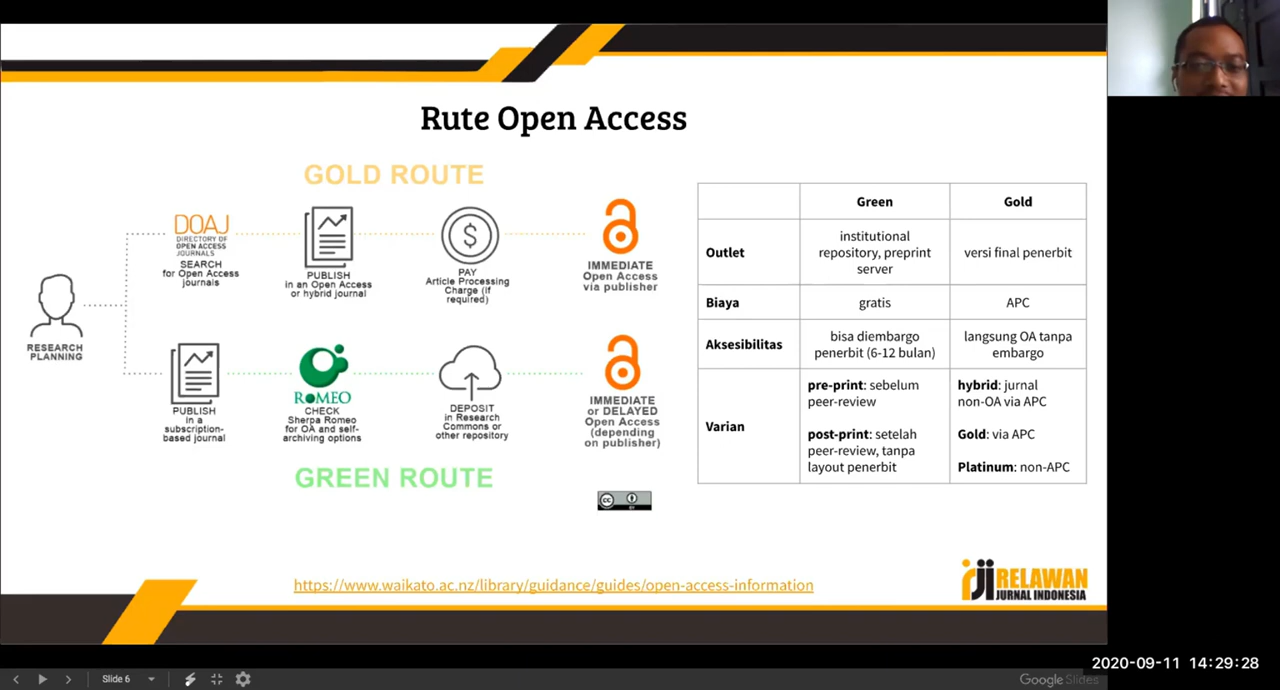 Rute Open Access
GOLD ROUTE
DOAJ
DIRECTORY OF
OPEN ACCESS
JOURNALS
SEARCH
for Open Access
journals
PUBLISH
in an Open Access
or hybrid journal
$
PAY
Article Processing
Charge (if
required)
IMMEDIATE
Open Access
via publisher
RESEARCH
PLANNING
PUBLISH
in a
subscription-
based journal
ROMEO
CHECK
Sherpa Romeo
for OA and self-
archiving options
DEPOSIT
in Research
Commons or
other repository
IMMEDIATE
or DELAYED
Open Access
(depending
on publisher)
GREEN ROUTE
cc
BY
Green
Gold
Outlet
institutional
repository, preprint
server
versi final penerbit
Biaya
gratis
APC
Aksesibilitas
bisa diembargo
penerbit (6-12 bulan)
langsung OA tanpa
embargo
Varian
pre-print: sebelum
peer-review
post-print: setelah
peer-review, tanpa
layout penerbit
hybrid: jurnal
non-OA via APC
Gold: via APC
Platinum: non-APC
https://www.waikato.ac.nz/library/guidance/guides/open-access-information
rji RELAWAN
JURNAL INDONESIA
2020-09-11 14:29:28
Slide 6
Google Slides